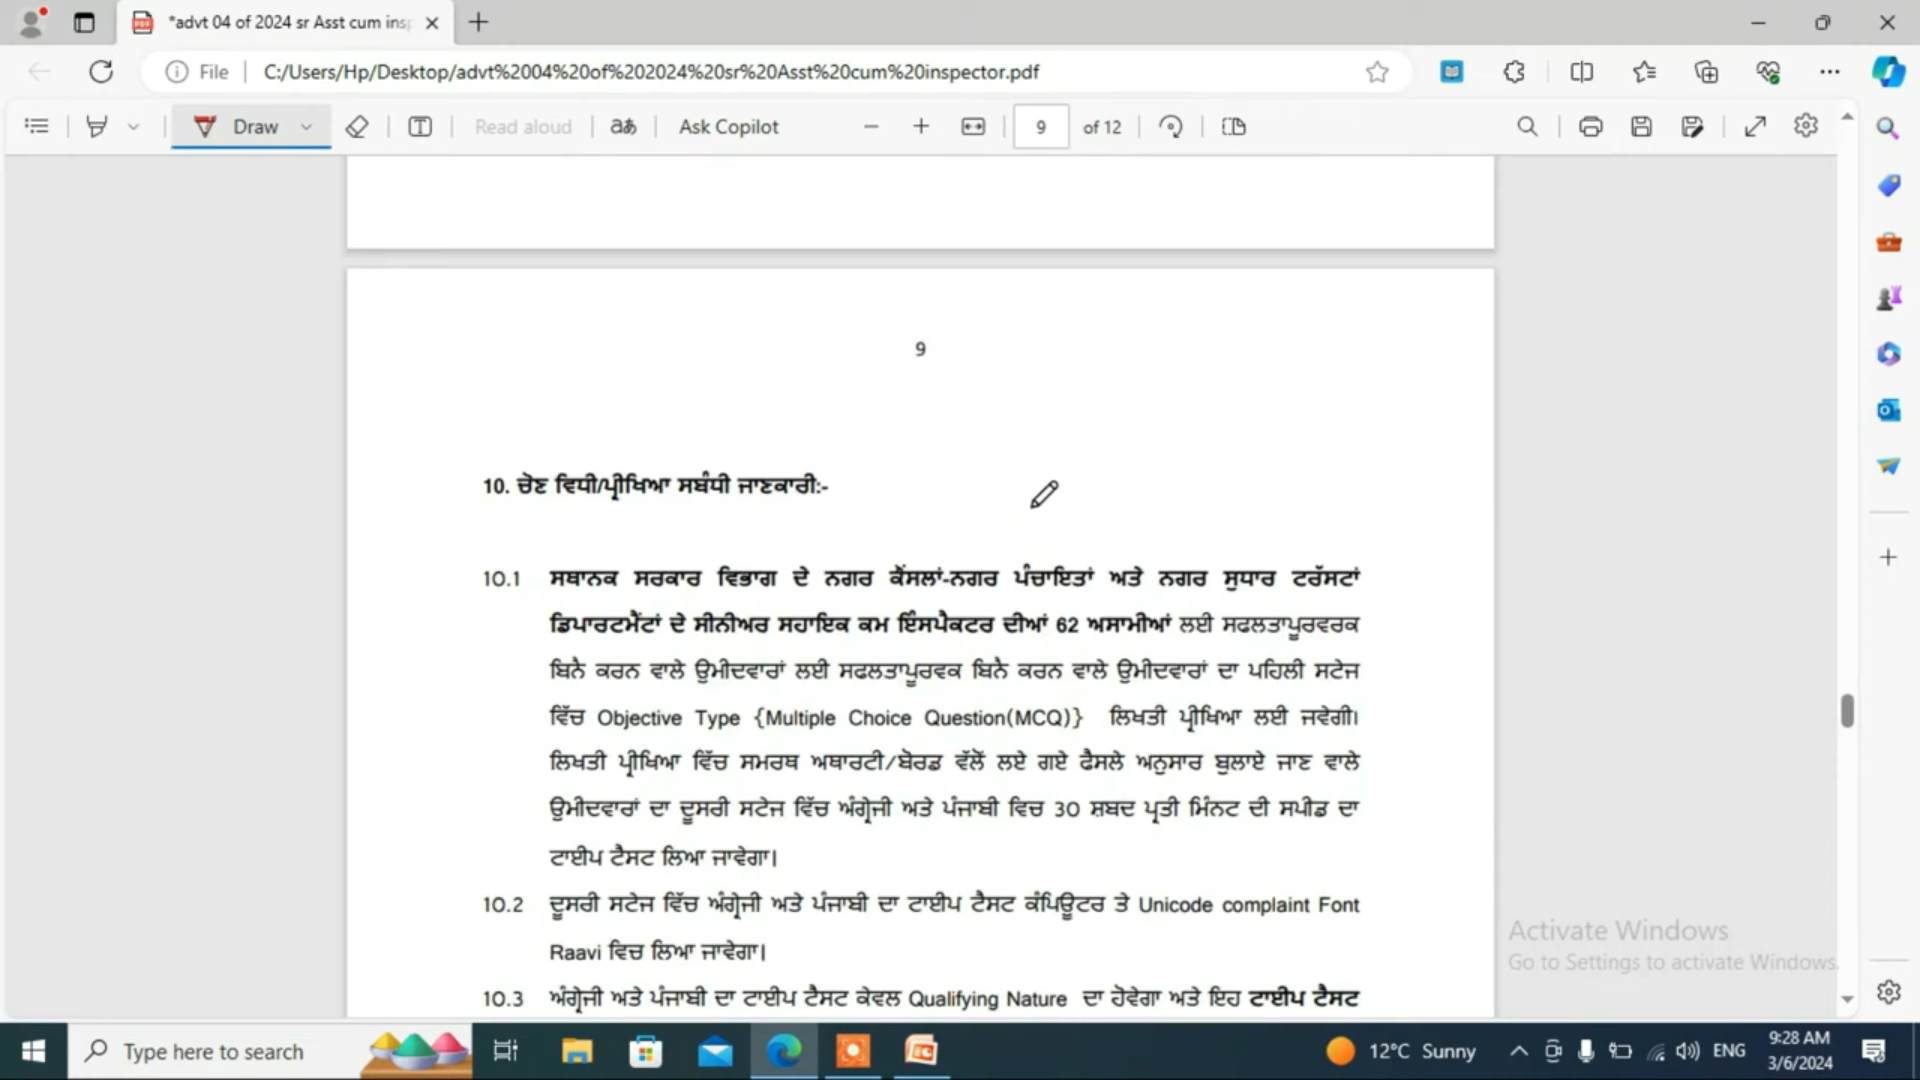 *advt 04 of 2024 sr Asst cum insp
File
C:/Users/Hp/Desktop/advt%2004%20of%202024%20sr%20Asst%20cum%20inspector.pdf
Draw
Read aloud
aあ
Ask Copilot
9
of 12
9
10. ਚੋਣ ਵਿਧੀ/ਪ੍ਰੀਖਿਆ ਸਬੰਧੀ ਜਾਣਕਾਰੀ:-
10.1 ਸਥਾਨਕ ਸਰਕਾਰ ਵਿਭਾਗ ਦੇ ਨਗਰ ਕੌਂਸਲਾਂ-ਨਗਰ ਪੰਚਾਇਤਾਂ ਅਤੇ ਨਗਰ ਸੁਧਾਰ ਟਰੱਸਟਾਂ
ਡਿਪਾਰਟਮੈਂਟਾਂ ਦੇ ਸੀਨੀਅਰ ਸਹਾਇਕ ਕਮ ਇੰਸਪੈਕਟਰ ਦੀਆਂ 62 ਅਸਾਮੀਆਂ ਲਈ ਸਫਲਤਾਪੂਰਵਰਕ
ਬਿਨੈ ਕਰਨ ਵਾਲੇ ਉਮੀਦਵਾਰਾਂ ਲਈ ਸਫਲਤਾਪੂਰਵਕ ਬਿਨੈ ਕਰਨ ਵਾਲੇ ਉਮੀਦਵਾਰਾਂ ਦਾ ਪਹਿਲੀ ਸਟੇਜ
ਵਿੱਚ Objective Type {Multiple Choice Question(MCQ)} ਲਿਖਤੀ ਪ੍ਰੀਖਿਆ ਲਈ ਜਵੇਗੀ।
ਲਿਖਤੀ ਪ੍ਰੀਖਿਆ ਵਿੱਚ ਸਮਰਥ ਅਥਾਰਟੀ/ਬੋਰਡ ਵੱਲੋਂ ਲਏ ਗਏ ਫੈਸਲੇ ਅਨੁਸਾਰ ਬੁਲਾਏ ਜਾਣ ਵਾਲੇ
ਉਮੀਦਵਾਰਾਂ ਦਾ ਦੂਸਰੀ ਸਟੇਜ ਵਿੱਚ ਅੰਗ੍ਰੇਜੀ ਅਤੇ ਪੰਜਾਬੀ ਵਿਚ 30 ਸ਼ਬਦ ਪ੍ਰਤੀ ਮਿੰਨਟ ਦੀ ਸਪੀਡ ਦਾ
ਟਾਈਪ ਟੈਸਟ ਲਿਆ ਜਾਵੇਗਾ।
10.2 ਦੂਸਰੀ ਸਟੇਜ ਵਿੱਚ ਅੰਗ੍ਰੇਜੀ ਅਤੇ ਪੰਜਾਬੀ ਦਾ ਟਾਈਪ ਟੈਸਟ ਕੰਪਿਊਟਰ ਤੇ Unicode complaint Font
Raavi ਵਿਚ ਲਿਆ ਜਾਵੇਗਾ।
10.3 ਅੰਗ੍ਰੇਜੀ ਅਤੇ ਪੰਜਾਬੀ ਦਾ ਟਾਈਪ ਟੈਸਟ ਕੇਵਲ Qualifying Nature ਦਾ ਹੋਵੇਗਾ ਅਤੇ ਇਹ ਟਾਈਪ ਟੈਸਟ
Activate Windows
Go to Settings to activate Windows.
Type here to search
12°C Sunny
ENG
9:28 AM
3/6/2024